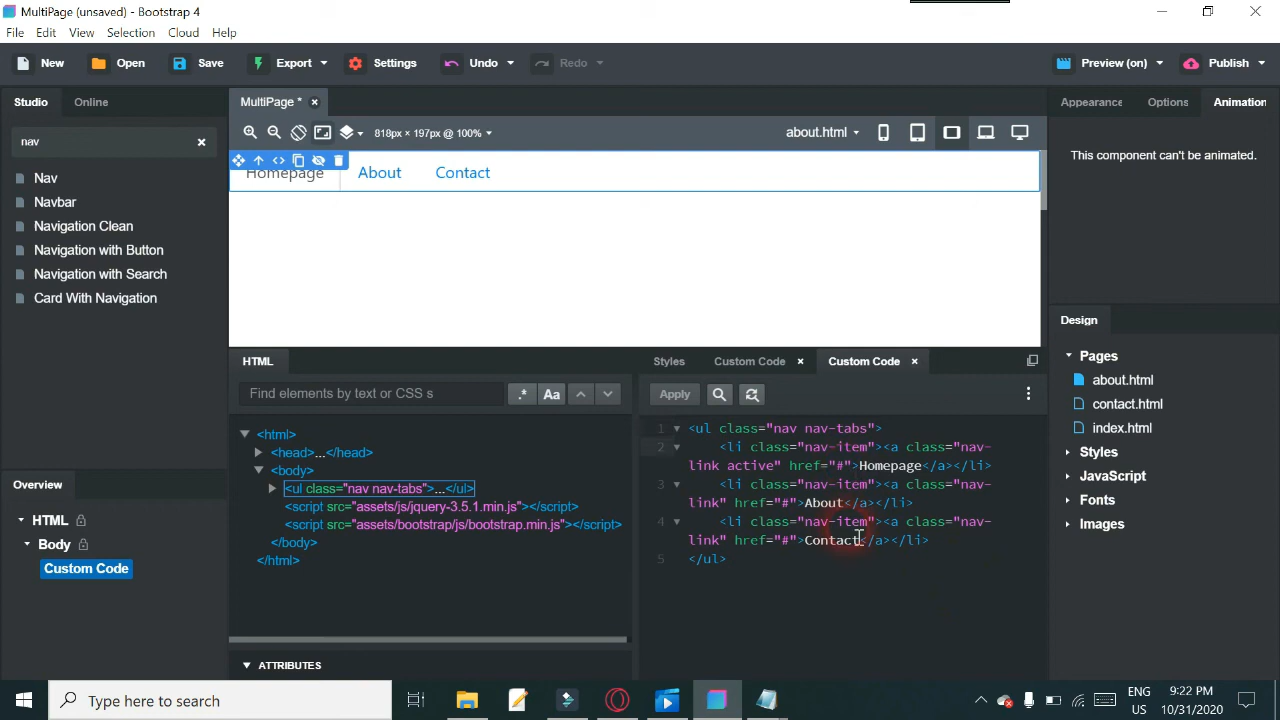 MultiPage (unsaved) - Bootstrap 4
File Edit View Selection Cloud Help
New Open Save Export Settings Undo Redo Preview (on) Publish
Studio Online
MultiPage *
Appearance Options Animation
nav
818px × 197px @ 100%
about.html
This component can't be animated.
Homepage About Contact
Nav
Navbar
Navigation Clean
Navigation with Button
Navigation with Search
Card With Navigation
Design
Pages
about.html
contact.html
index.html
Styles
JavaScript
Fonts
Images
HTML
Styles Custom Code Custom Code
Find elements by text or CSS s
.* Aa
Apply
<html>
<head>...</head>
<body>
<ul class="nav nav-tabs">...</ul>
<script src="assets/js/jquery-3.5.1.min.js"></script>
<script src="assets/bootstrap/js/bootstrap.min.js"></script>
</body>
</html>
ATTRIBUTES
1 <ul class="nav nav-tabs">
2 <li class="nav-item"><a class="nav-
link active" href="#">Homepage</a></li>
3 <li class="nav-item"><a class="nav-
link" href="#">About</a></li>
4 <li class="nav-item"><a class="nav-
link" href="#">Contact</a></li>
5 </ul>
Overview
HTML
Body
Custom Code
Type here to search
ENG
US
9:22 PM
10/31/2020